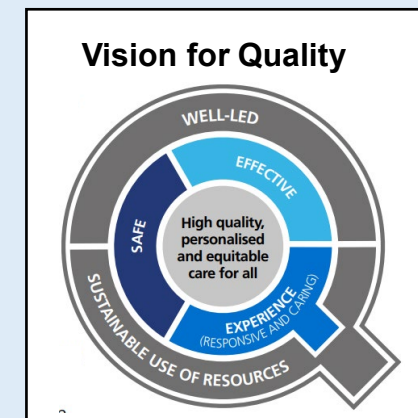 Vision for Quality
WELL-LED
EFFECTIVE
SAFE
High quality,
personalised
and equitable
care for all
EXPERIENCE
(RESPONSIVE AND CARING)
SUSTAINABLE USE OF RESOURCES